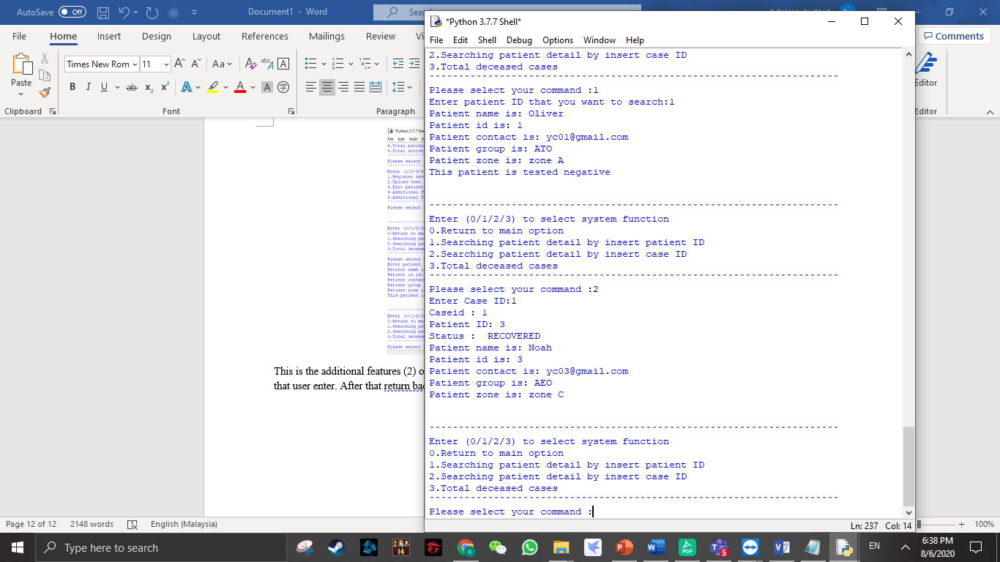 AutoSave Off Document1 - Word
File Home Insert Design Layout References Mailings Review Comments
Paste Times New Rom 11 Aa Editor
Clipboard Font Paragraph Editor
*Python 3.7.7 Shell*
File Edit Shell Debug Options Window Help
2.Searching patient detail by insert case ID
3.Total deceased cases
--------------------------------------------------------------------
Please select your command :1
Enter patient ID that you want to search:1
Patient name is: Oliver
Patient id is: 1
Patient contact is: yc01@gmail.com
Patient group is: ATO
Patient zone is: zone A
This patient is tested negative
--------------------------------------------------------------------
Enter (0/1/2/3) to select system function
0.Return to main option
1.Searching patient detail by insert patient ID
2.Searching patient detail by insert case ID
3.Total deceased cases
--------------------------------------------------------------------
Please select your command :2
Enter Case ID:1
Caseid : 1
Patient ID: 3
Status :  RECOVERED
Patient name is: Noah
Patient id is: 3
Patient contact is: yc03@gmail.com
Patient group is: AEO
Patient zone is: zone C
--------------------------------------------------------------------
Enter (0/1/2/3) to select system function
0.Return to main option
1.Searching patient detail by insert patient ID
2.Searching patient detail by insert case ID
3.Total deceased cases
--------------------------------------------------------------------
Please select your command :
Ln: 237 Col: 14
This is the additional features (2) o
that user enter. After that return bac
Page 12 of 12 2148 words English (Malaysia) 100%
Type here to search EN 6:38 PM
8/6/2020